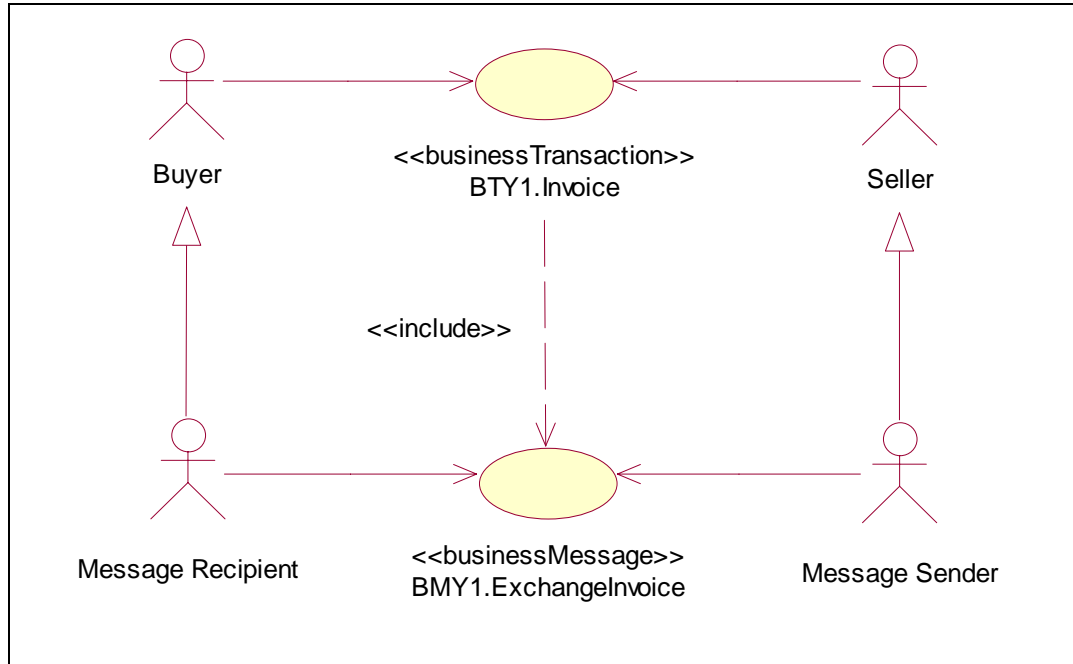 Buyer
<<businessTransaction>>
BTY1.Invoice
Seller
<<include>>
Message Recipient
<<businessMessage>>
BMY1.ExchangeInvoice
Message Sender